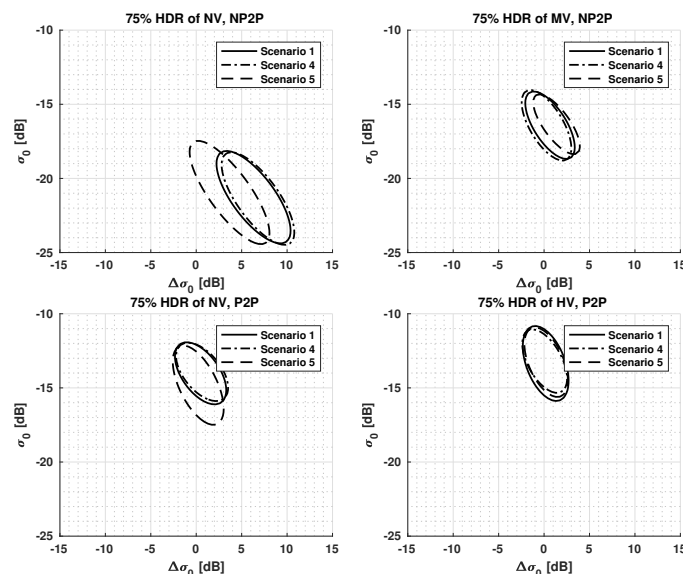 75% HDR of NV, NP2P
-10
-15
-20
-25
σ0 [dB]
-15 -10 -5 0 5 10 15
Δσ0 [dB]
Scenario 1
Scenario 4
Scenario 5
75% HDR of MV, NP2P
-10
-15
-20
-25
σ0 [dB]
-15 -10 -5 0 5 10 15
Δσ0 [dB]
Scenario 1
Scenario 4
Scenario 5
75% HDR of NV, P2P
-10
-15
-20
-25
σ0 [dB]
-15 -10 -5 0 5 10 15
Δσ0 [dB]
Scenario 1
Scenario 4
Scenario 5
75% HDR of HV, P2P
-10
-15
-20
-25
σ0 [dB]
-15 -10 -5 0 5 10 15
Δσ0 [dB]
Scenario 1
Scenario 4
Scenario 5